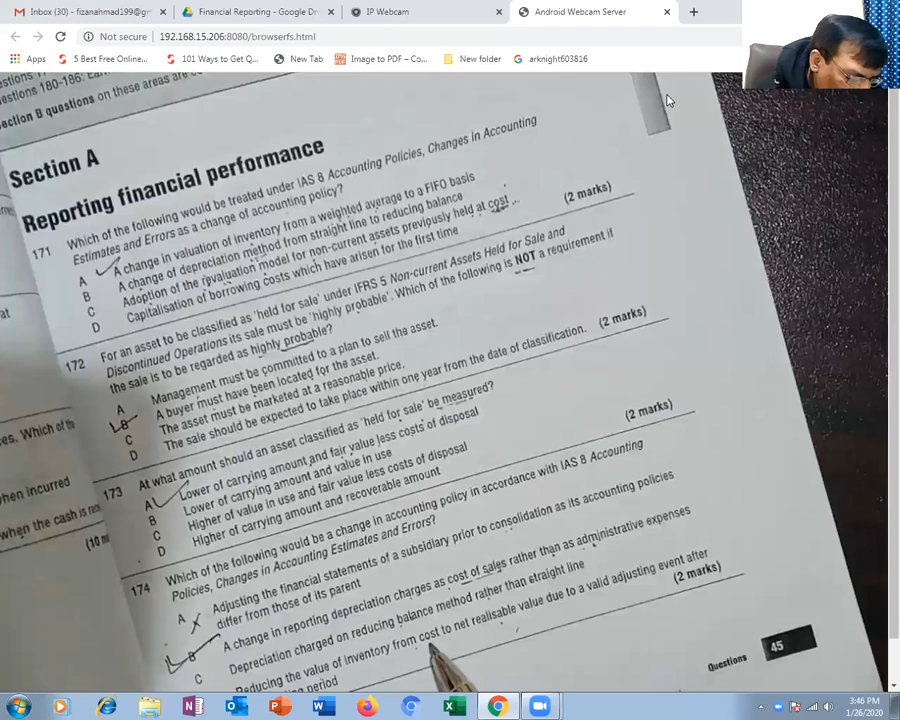 Inbox (30) - fizanahmad199@gm
Financial Reporting - Google Dri
IP Webcam
Android Webcam Server
Not secure
192.168.15.206:8080/browserfs.html
Apps
5 Best Free Online...
101 Ways to Get Q...
New Tab
Image to PDF – Co...
New folder
arknight603816
estions 180-186:
ection B questions on these areas are
Section A
Reporting financial performance
171 Which of the following would be treated under IAS 8 Accounting Policies, Changes in Accounting
Estimates and Errors as a change of accounting policy?
A A change in valuation of inventory from a weighted average to a FIFO basis
B A change of depreciation method from straight line to reducing balance
C Adoption of the revaluation model for non-current assets previously held at cost
D Capitalisation of borrowing costs which have arisen for the first time
(2 marks)
172 For an asset to be classified as 'held for sale' under IFRS 5 Non-current Assets Held for Sale and
Discontinued Operations its sale must be 'highly probable'. Which of the following is NOT a requirement if
the sale is to be regarded as highly probable?
A Management must be committed to a plan to sell the asset.
B A buyer must have been located for the asset.
C The asset must be marketed at a reasonable price.
D The sale should be expected to take place within one year from the date of classification.
(2 marks)
173 At what amount should an asset classified as 'held for sale' be measured?
A Lower of carrying amount and fair value less costs of disposal
B Lower of carrying amount and value in use
C Higher of value in use and fair value less costs of disposal
D Higher of carrying amount and recoverable amount
(2 marks)
174 Which of the following would be a change in accounting policy in accordance with IAS 8 Accounting
Policies, Changes in Accounting Estimates and Errors?
A Adjusting the financial statements of a subsidiary prior to consolidation as its accounting policies
differ from those of its parent
B A change in reporting depreciation charges as cost of sales rather than as administrative expenses
C Depreciation charged on reducing balance method rather than straight line
Reducing the value of inventory from cost to net realisable value due to a valid adjusting event after
period
(2 marks)
at
es. Which of th
hen incurred
when the cash is
(10 m
Questions 45
3:46 PM
1/26/2020